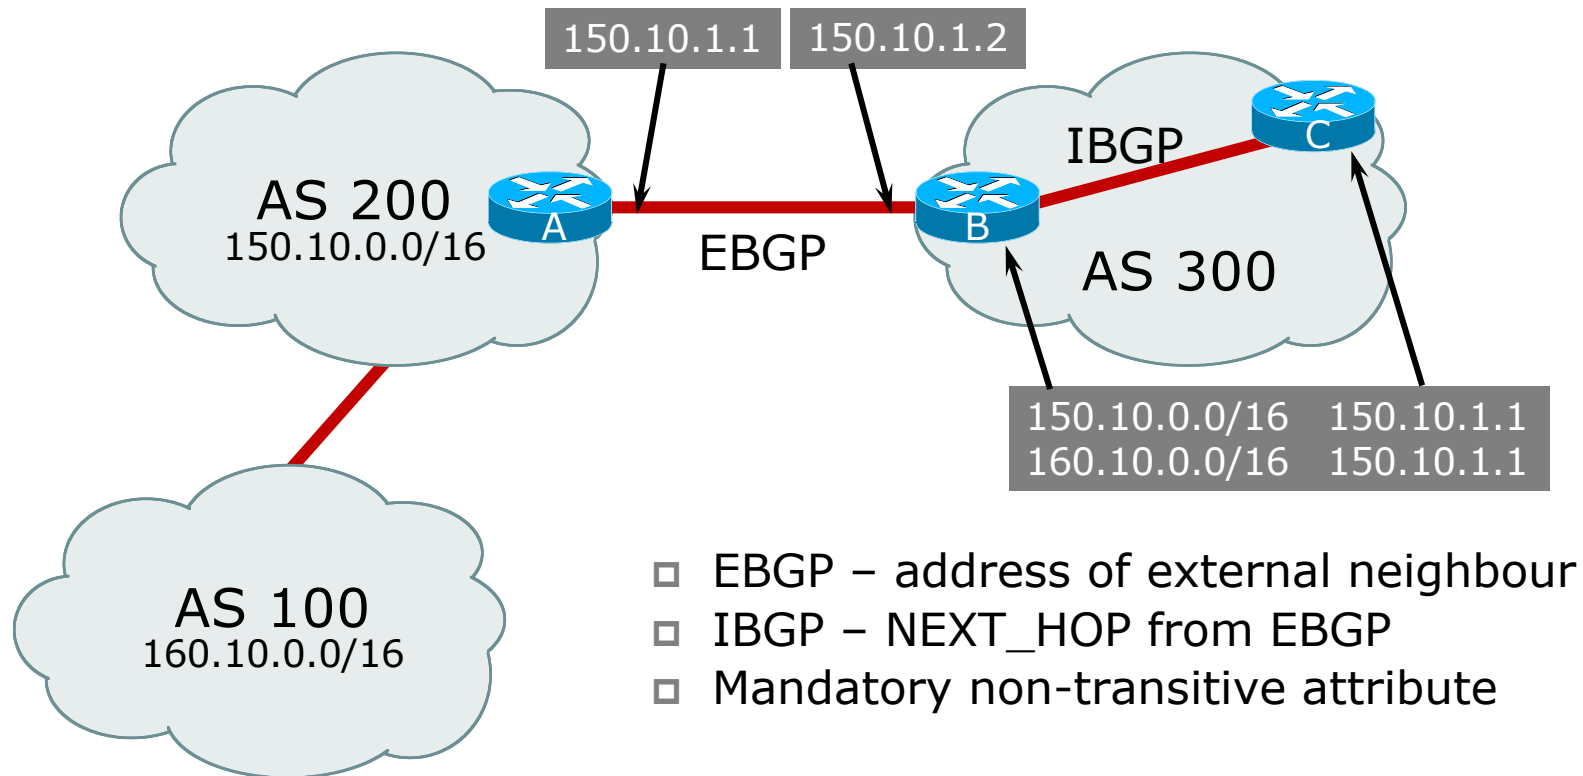 150.10.1.1
150.10.1.2
C
IBGP
AS 200
150.10.0.0/16
A
B
EBGP
AS 300
150.10.0.0/16 150.10.1.1
160.10.0.0/16 150.10.1.1
AS 100
160.10.0.0/16
EBGP – address of external neighbour
IBGP – NEXT_HOP from EBGP
Mandatory non-transitive attribute